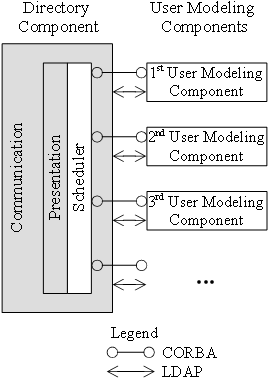 Directory
Component
User Modeling
Components
Communication
Presentation
Scheduler
1st User Modeling
Component
2nd User Modeling
Component
3rd User Modeling
Component
...
Legend
CORBA
LDAP